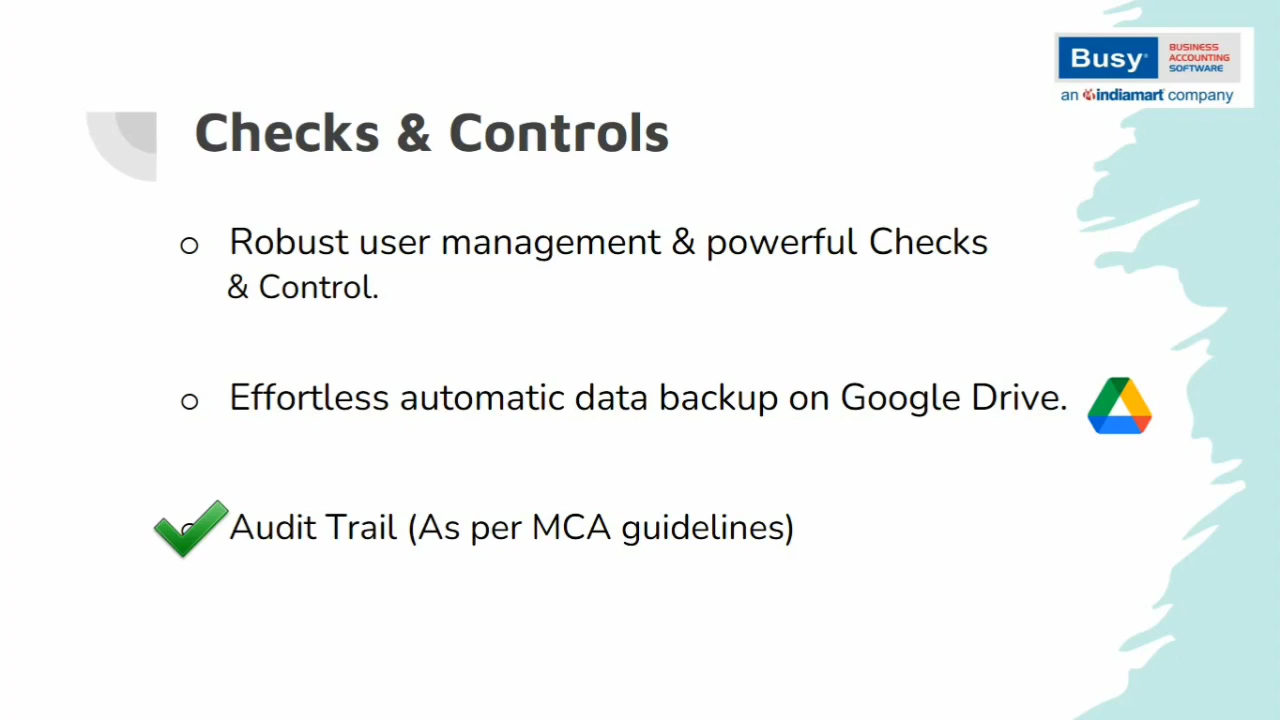 Busy
BUSINESS
ACCOUNTING
SOFTWARE
an indiamart company
Checks & Controls
Robust user management & powerful Checks
& Control.
Effortless automatic data backup on Google Drive.
Audit Trail (As per MCA guidelines)